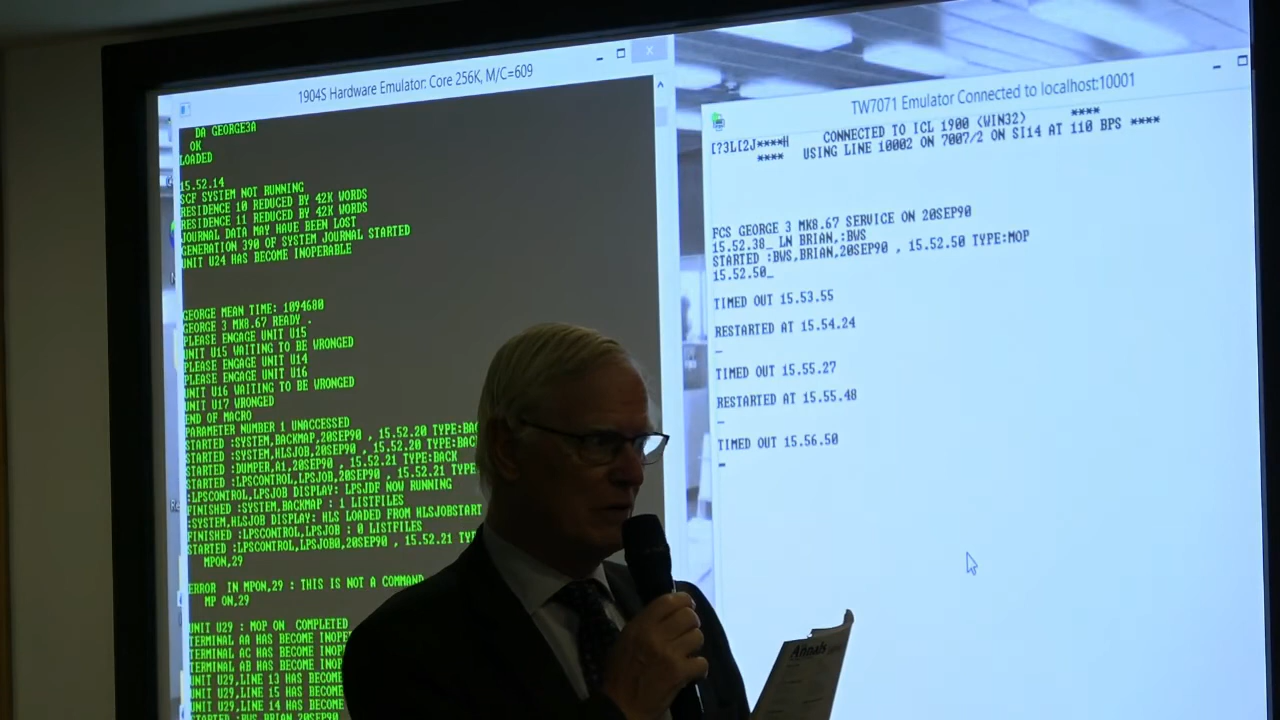 1904S Hardware Emulator: Core 256K, M/C=609
DA GEORGE3A
OK
LOADED
15.52.14
SCF SYSTEM NOT RUNNING
RESIDENCE 10 REDUCED BY 42K WORDS
RESIDENCE 11 REDUCED BY 42K WORDS
JOURNAL DATA MAY HAVE BEEN LOST
GENERATION 390 OF SYSTEM JOURNAL STARTED
UNIT U24 HAS BECOME INOPERABLE
GEORGE MEAN TIME: 1094680
GEORGE 3 MK8.67 READY .
PLEASE ENGAGE UNIT U15
UNIT U15 WAITING TO BE WRONGED
PLEASE ENGAGE UNIT U14
PLEASE ENGAGE UNIT U16
UNIT U16 WAITING TO BE WRONGED
UNIT U17 WRONGED
END OF MACRO
PARAMETER NUMBER 1 UNACCESSED
STARTED :SYSTEM,BACKMAP,20SEP90 , 15.52.20 TYPE:BAC
STARTED :SYSTEM,HLSJOB,20SEP90 , 15.52.20 TYPE:BAC
STARTED :DUMPER,A1,20SEP90 , 15.52.21 TYPE:BACK
STARTED :LPSCONTROL,LPSJOB,20SEP90 , 15.52.21 TYPE
:LPSCONTROL,LPSJOB DISPLAY: LPSJDF NOW RUNNING
FINISHED :SYSTEM,BACKMAP : 1 LISTFILES
:SYSTEM,HLSJOB DISPLAY: HLS LOADED FROM HLSJOBSTART
FINISHED :LPSCONTROL,LPSJOB : 0 LISTFILES
STARTED :LPSCONTROL,LPSJOB0,20SEP90 , 15.52.21 TYP
MPON,29
ERROR IN MPON,29 : THIS IS NOT A COMMAND
MP ON,29
UNIT U29 : MOP ON COMPLETED
TERMINAL AA HAS BECOME INOPE
TERMINAL AC HAS BECOME INOP
TERMINAL AB HAS BECOME INO
UNIT U29,LINE 13 HAS BECOME
UNIT U29,LINE 15 HAS BECOM
UNIT U29,LINE 14 HAS BECOM
STARTED :BWS,BRIAN,20SEP90
TW7071 Emulator Connected to localhost:10001
[?3L[2J****H CONNECTED TO ICL 1900 (WIN32) ****
**** USING LINE 10002 ON 7007/2 ON SI14 AT 110 BPS ****
FCS GEORGE 3 MK8.67 SERVICE ON 20SEP90
15.52.38_ LN BRIAN,:BWS
STARTED :BWS,BRIAN,20SEP90 , 15.52.50 TYPE:MOP
15.52.50_
TIMED OUT 15.53.55
RESTARTED AT 15.54.24
_
TIMED OUT 15.55.27
RESTARTED AT 15.55.48
_
TIMED OUT 15.56.50
_
Annals